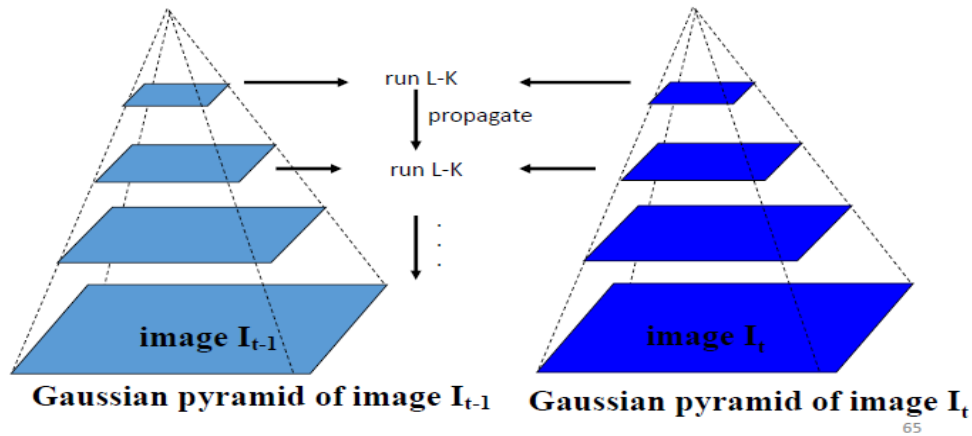 run L-K
propagate
run L-K
.
.
.
image I_{t-1}
image I_t
Gaussian pyramid of image I_{t-1}
Gaussian pyramid of image I_t
65